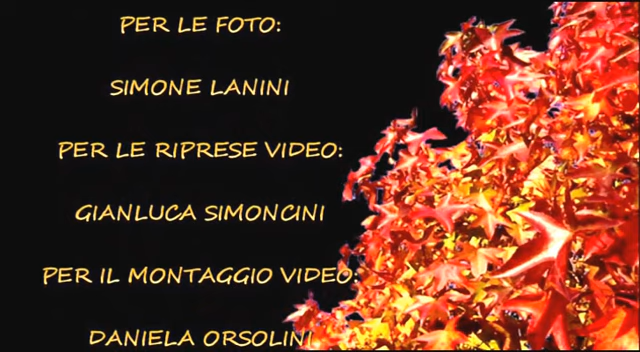 PER LE FOTO:
SIMONE LANINI
PER LE RIPRESE VIDEO:
GIANLUCA SIMONCINI
PER IL MONTAGGIO VIDEO:
DANIELA ORSOLINI